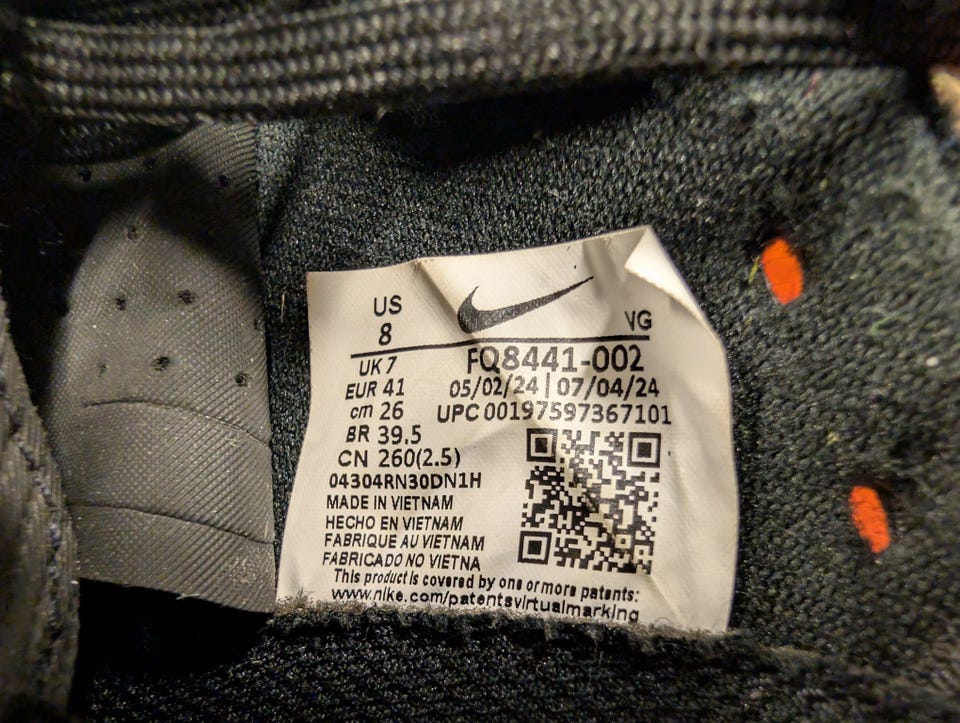 US
8
VG
UK 7
FQ8441-002
EUR 41
05/02/24 | 07/04/24
cm 26
UPC 00197597367101
BR 39.5
CN 260(2.5)
04304RN30DN1H
MADE IN VIETNAM
HECHO EN VIETNAM
FABRIQUE AU VIETNAM
FABRICADO NO VIETNA
This product is covered by one or more patents:
www.nike.com/patentsvirtualmarking